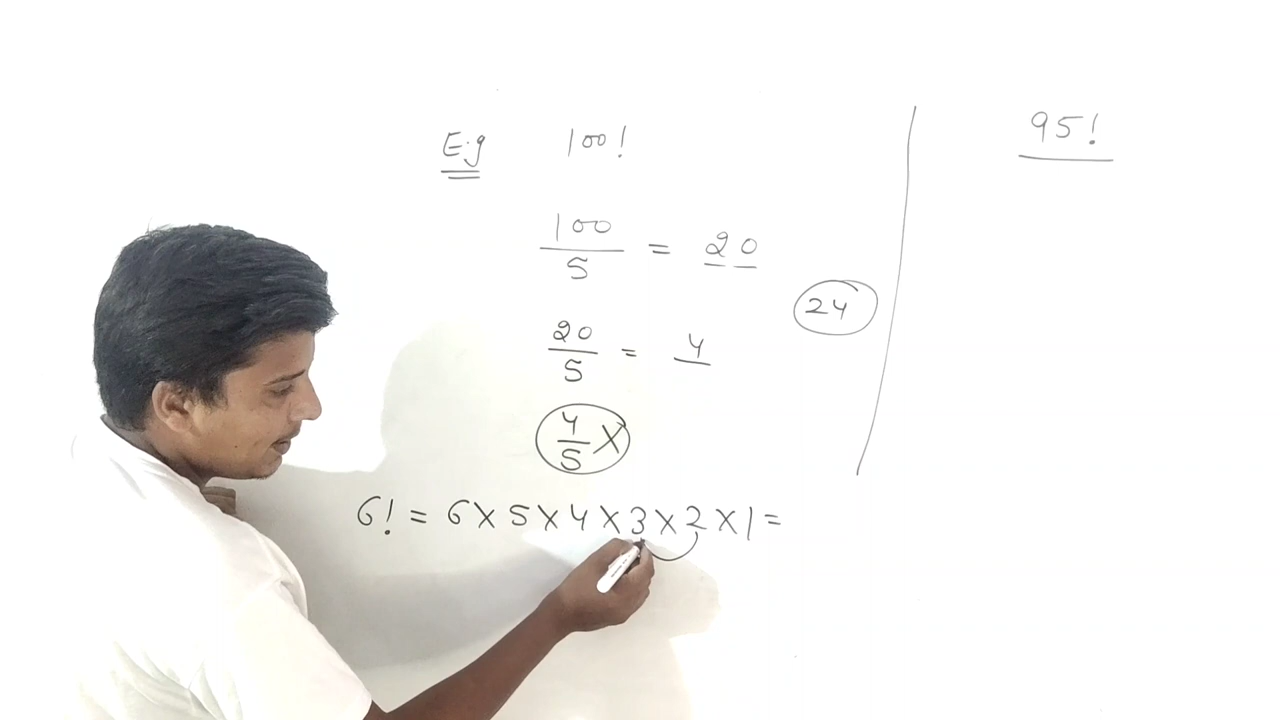 E.g 100!
100/5 = 20
20/5 = 4
24
4/5 X
6! = 6 X 5 X 4 X 3 X 2 X 1 =
95!